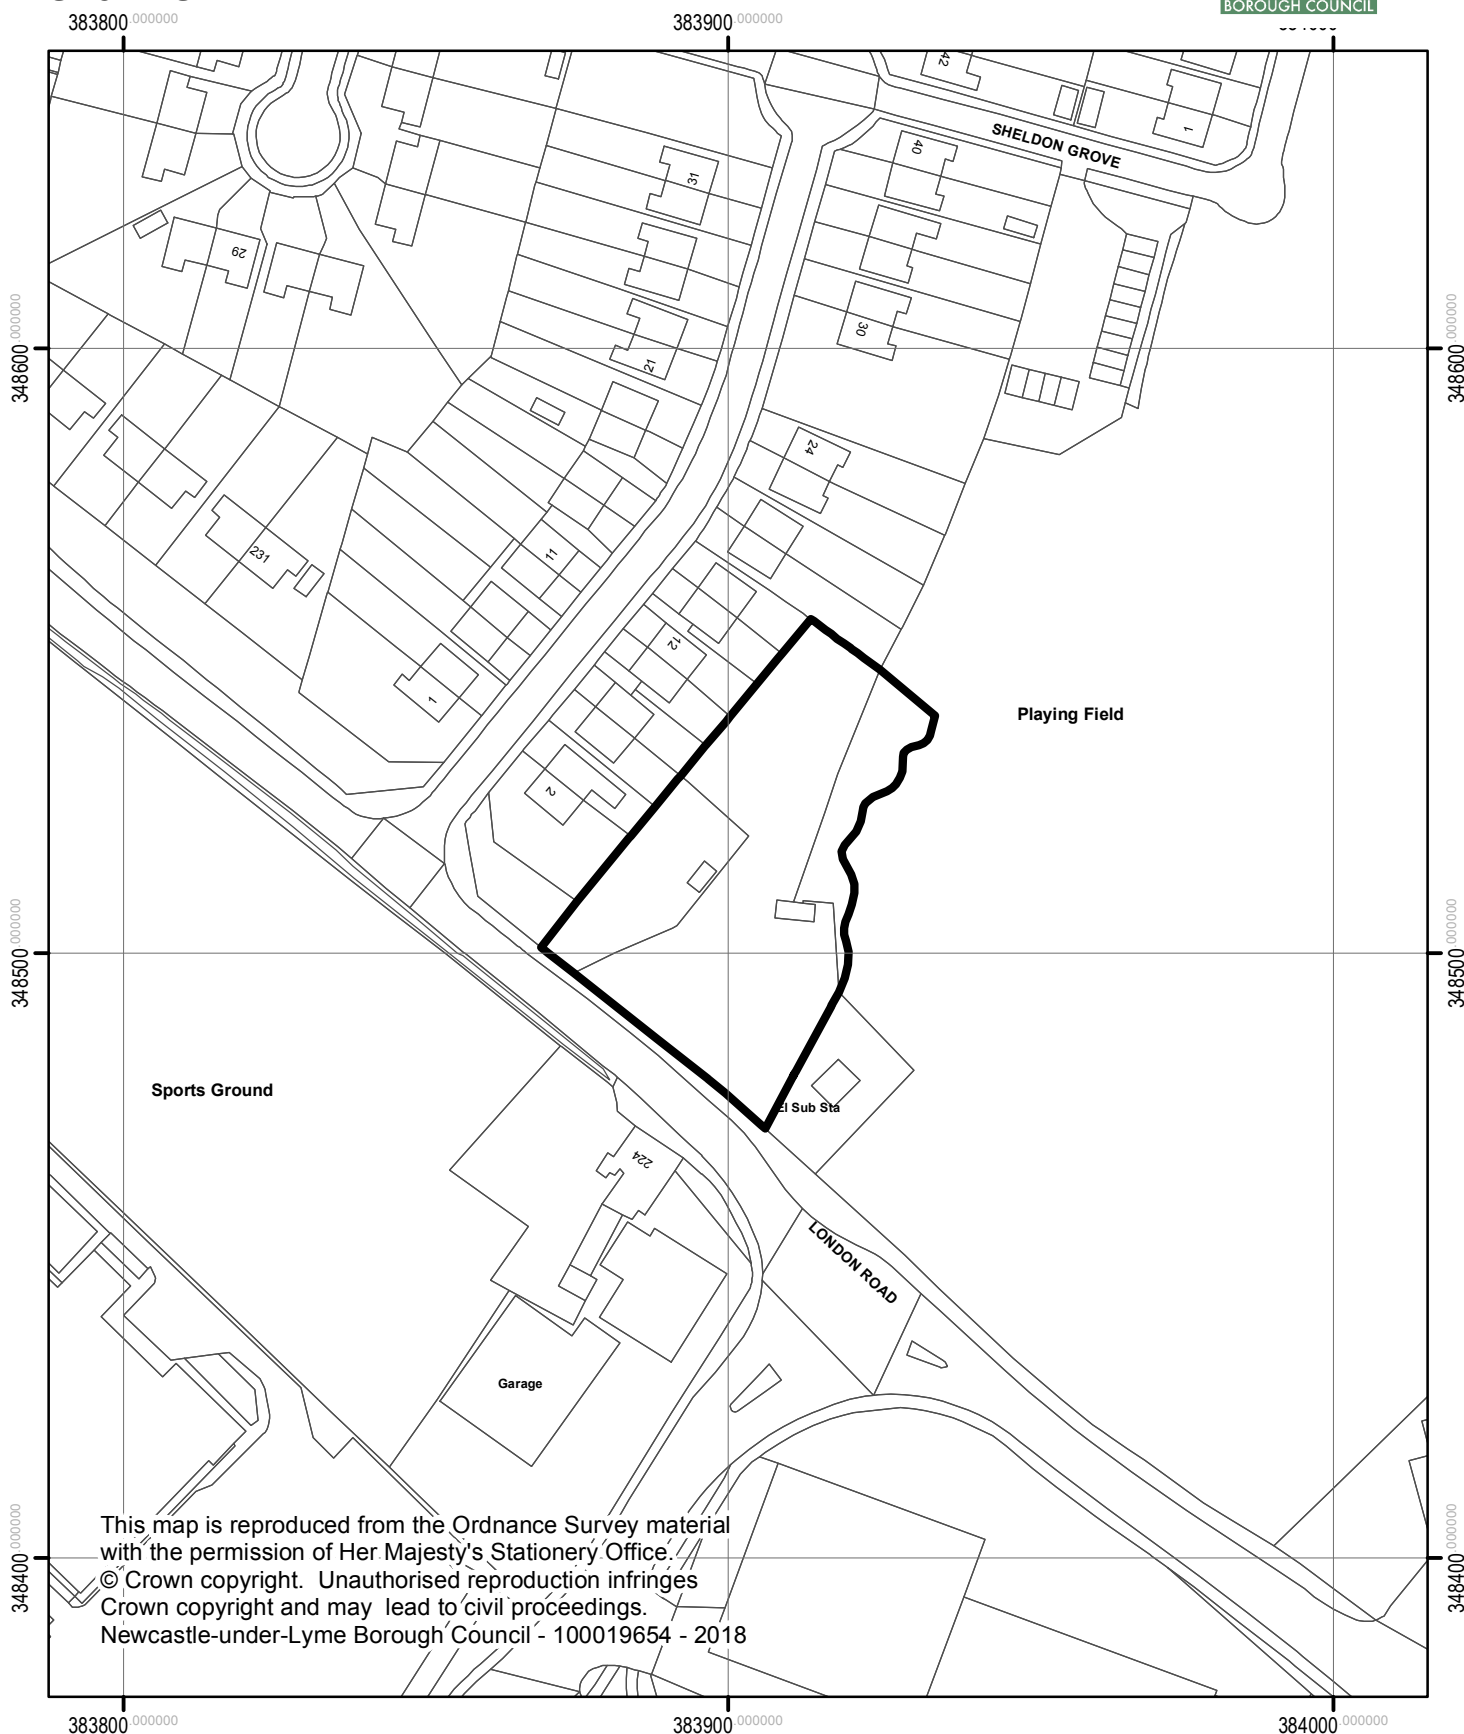 BOROUGH COUNCIL
383800.000000
383900.000000
42
1
SHELDON GROVE
40
31
29
30
21
348600.000000
348600.000000
24
11
231
12
1
Playing Field
2
348500.000000
348500.000000
Sports Ground
El Sub Sta
224
LONDON ROAD
Garage
This map is reproduced from the Ordnance Survey material
with the permission of Her Majesty's Stationery Office.
© Crown copyright. Unauthorised reproduction infringes
Crown copyright and may lead to civil proceedings.
Newcastle-under-Lyme Borough Council - 100019654 - 2018
348400.000000
348400.000000
383800.000000
383900.000000
384000.000000